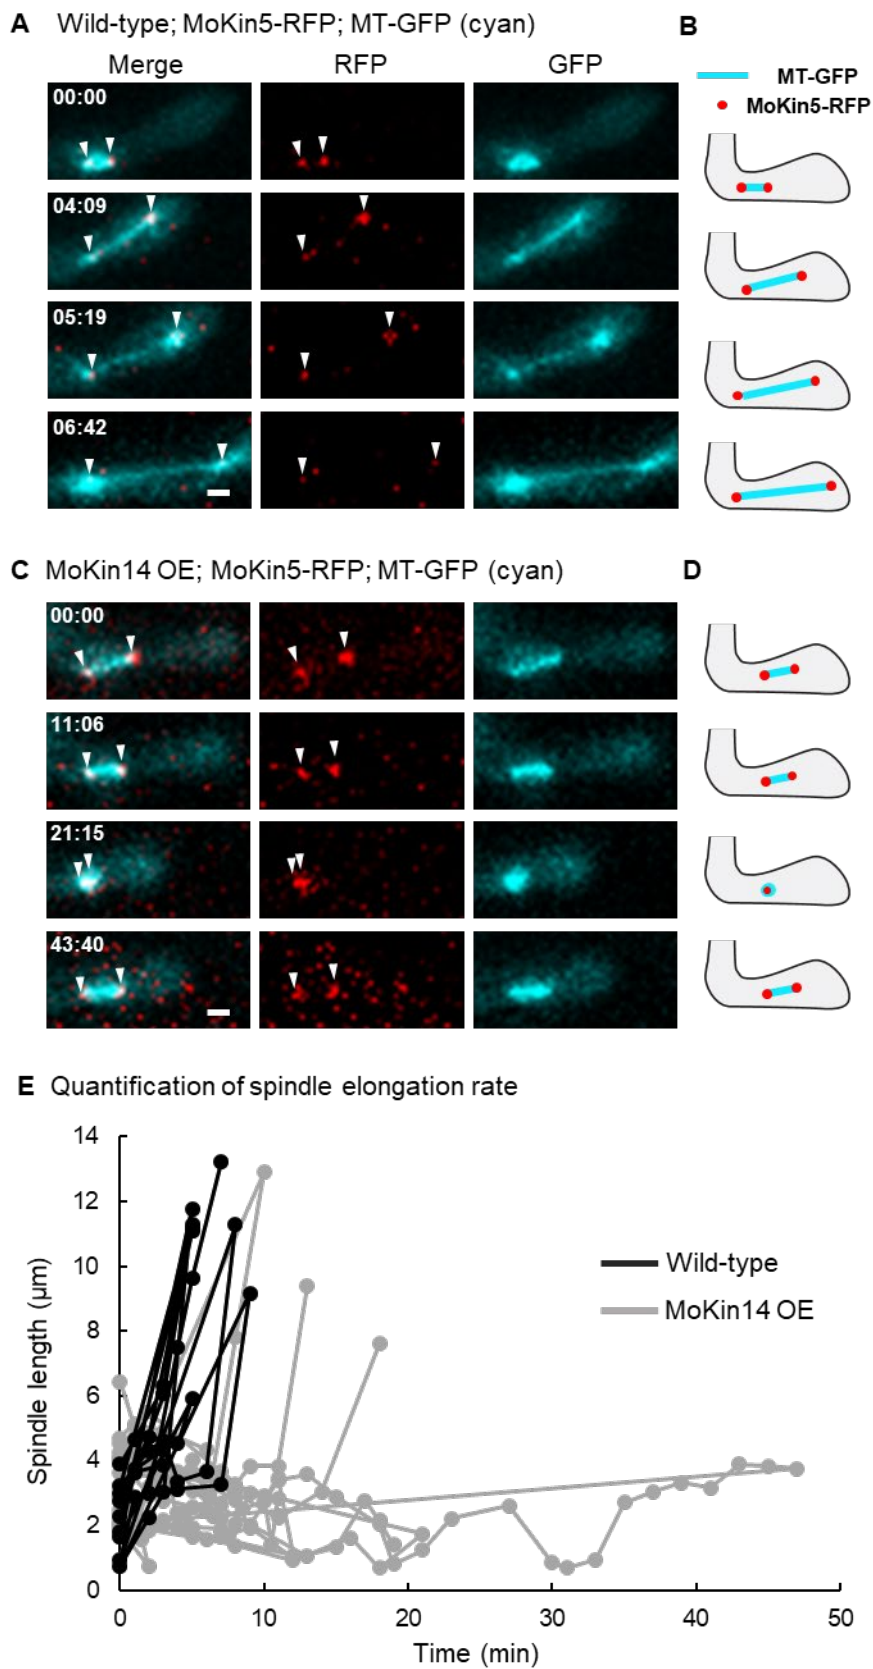 A Wild-type; MoKin5-RFP; MT-GFP (cyan)
B
Merge RFP GFP
MT-GFP
MoKin5-RFP
00:00
04:09
05:19
06:42
C MoKin14 OE; MoKin5-RFP; MT-GFP (cyan)
D
00:00
11:06
21:15
43:40
E Quantification of spindle elongation rate
Spindle length (μm)
14
12
10
8
6
4
2
0
Wild-type
MoKin14 OE
0 10 20 30 40 50
Time (min)